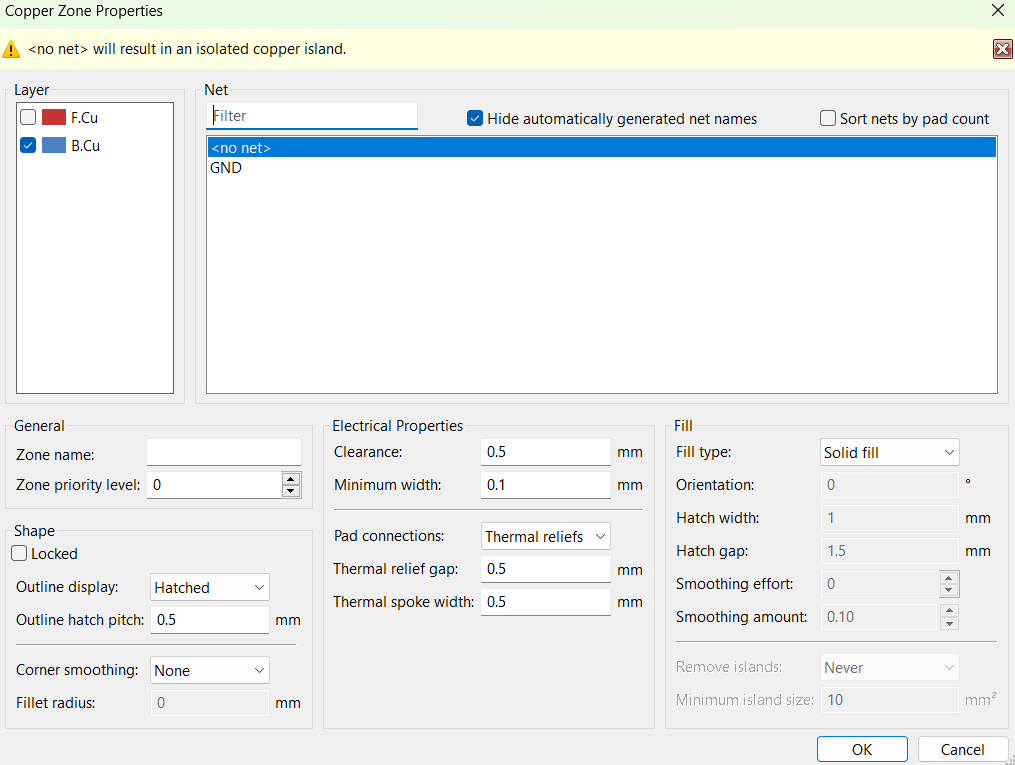 Copper Zone Properties
<no net> will result in an isolated copper island.
Layer
F.Cu
B.Cu
Net
Filter
Hide automatically generated net names
Sort nets by pad count
<no net>
GND
General
Zone name:
Zone priority level: 0
Shape
Locked
Outline display: Hatched
Outline hatch pitch: 0.5 mm
Corner smoothing: None
Fillet radius: 0 mm
Electrical Properties
Clearance: 0.5 mm
Minimum width: 0.1 mm
Pad connections: Thermal reliefs
Thermal relief gap: 0.5 mm
Thermal spoke width: 0.5 mm
Fill
Fill type: Solid fill
Orientation: 0 °
Hatch width: 1 mm
Hatch gap: 1.5 mm
Smoothing effort: 0
Smoothing amount: 0.10
Remove islands: Never
Minimum island size: 10 mm²
OK
Cancel